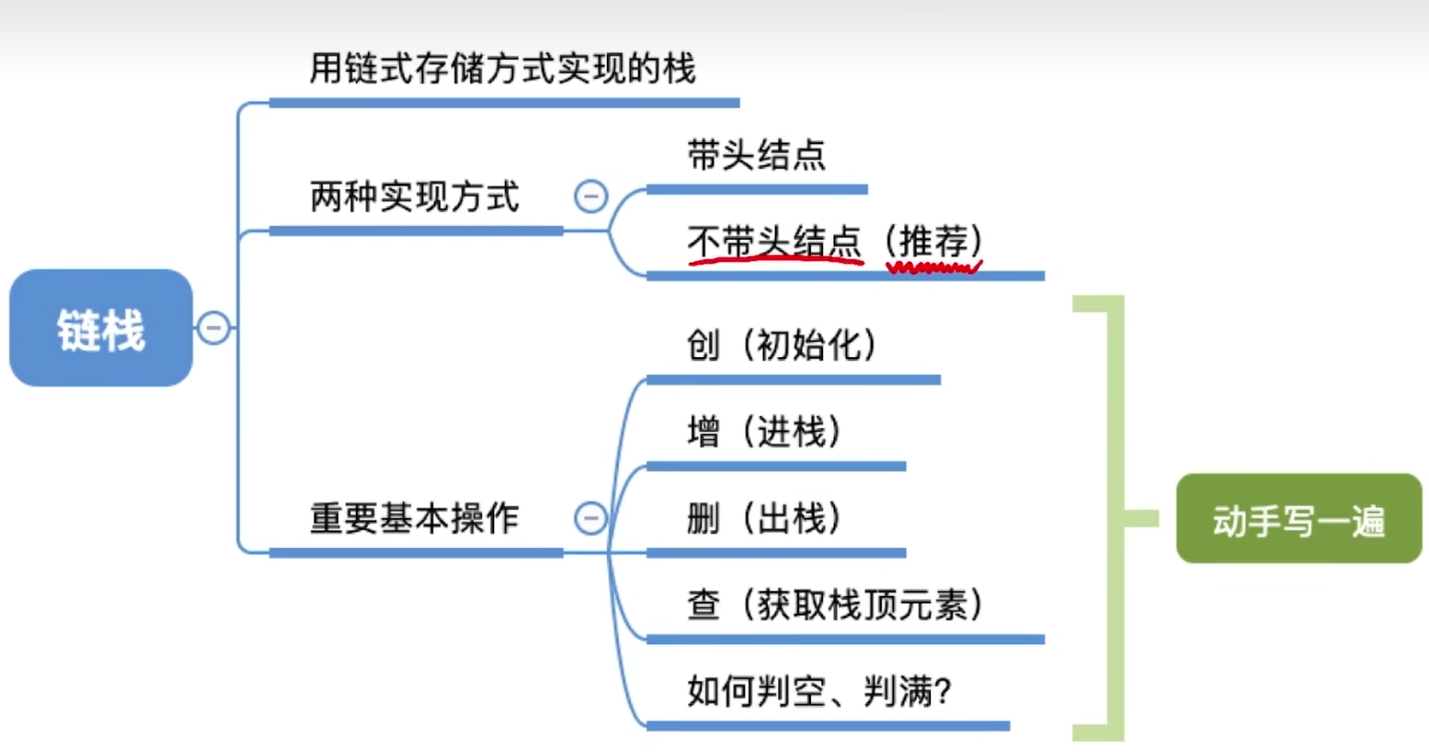 用链式存储方式实现的栈
带头结点
两种实现方式
不带头结点（推荐）
链栈
创（初始化）
增（进栈）
重要基本操作
删（出栈）
动手写一遍
查（获取栈顶元素）
如何判空、判满？